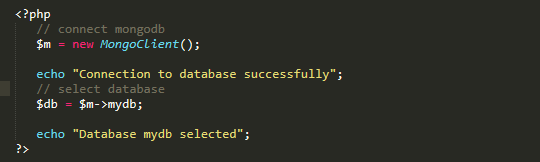 <?php
// connect mongodb
$m = new MongoClient();
echo "Connection to database successfully";
// select database
$db = $m->mydb;
echo "Database mydb selected";
?>